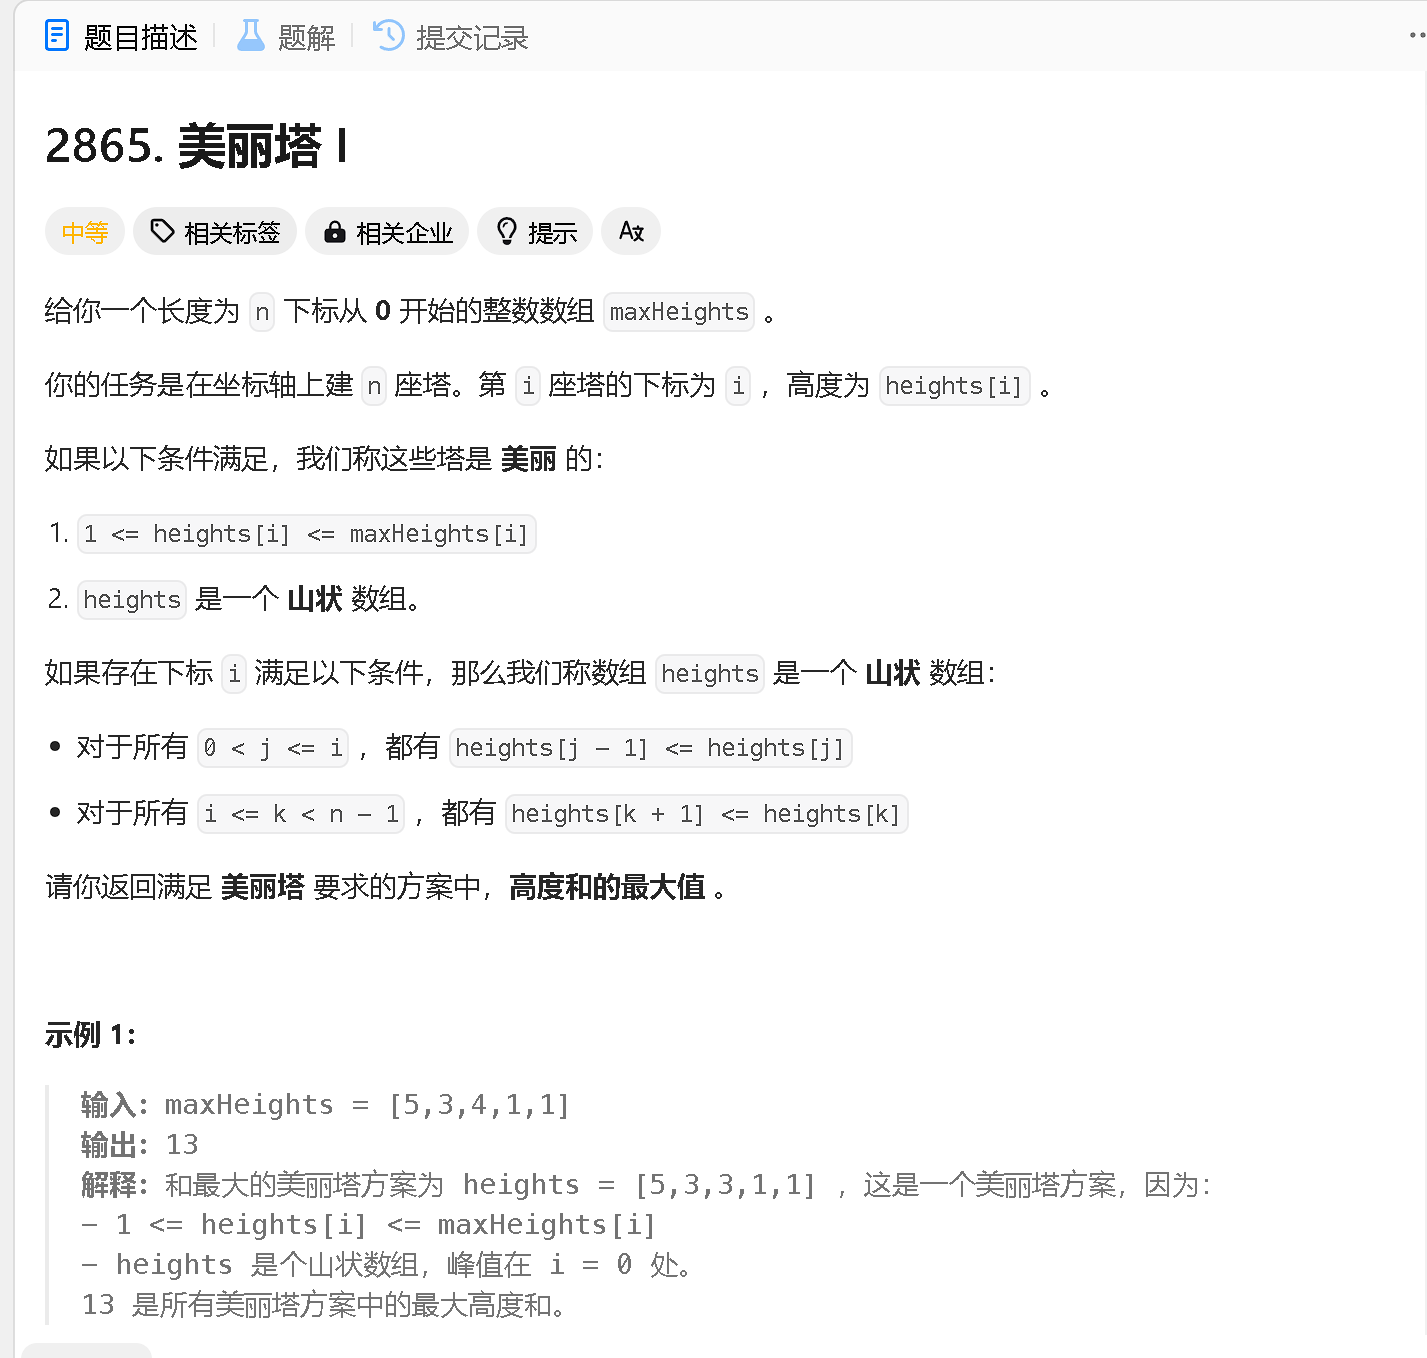 题目描述 题解 提交记录
2865. 美丽塔 I
中等 相关标签 相关企业 提示 Aあ
给你一个长度为 n 下标从 0 开始的整数数组 maxHeights 。
你的任务是在坐标轴上建 n 座塔。第 i 座塔的下标为 i ，高度为 heights[i] 。
如果以下条件满足，我们称这些塔是 美丽 的：
1. 1 <= heights[i] <= maxHeights[i]
2. heights 是一个 山状 数组。
如果存在下标 i 满足以下条件，那么我们称数组 heights 是一个 山状 数组：
• 对于所有 0 < j <= i ，都有 heights[j - 1] <= heights[j]
• 对于所有 i <= k < n - 1 ，都有 heights[k + 1] <= heights[k]
请你返回满足 美丽塔 要求的方案中，高度和的最大值 。
示例 1：
输入：maxHeights = [5,3,4,1,1]
输出：13
解释：和最大的美丽塔方案为 heights = [5,3,3,1,1] ，这是一个美丽塔方案，因为：
- 1 <= heights[i] <= maxHeights[i]
- heights 是个山状数组，峰值在 i = 0 处。
13 是所有美丽塔方案中的最大高度和。